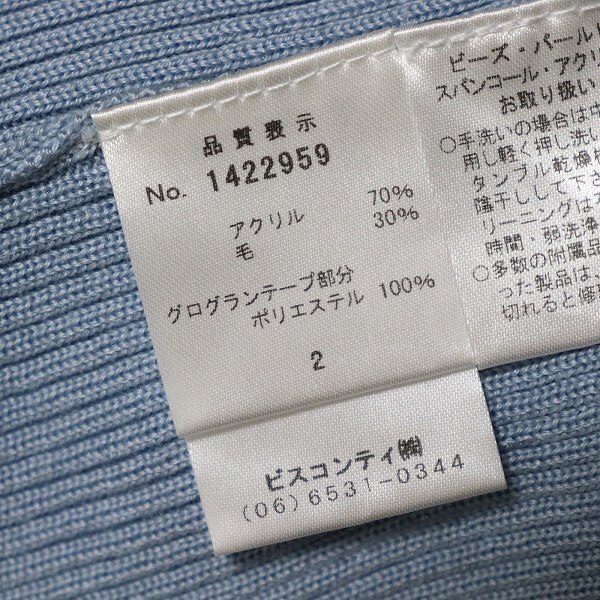 品質表示
No. 1422959
アクリル 70%
毛 30%
グログランテープ部分
ポリエステル 100%
2
ビスコンティ㈱
(06)6531-0344
ビーズ・パール
スパンコール・アクリ
お取り扱い
○手洗いの場合は
用し軽く押し洗い
タンブル乾燥
陰干しして下さ
リーニングは
時間・弱洗浄
○多数の附属品
った製品は、
切れると修